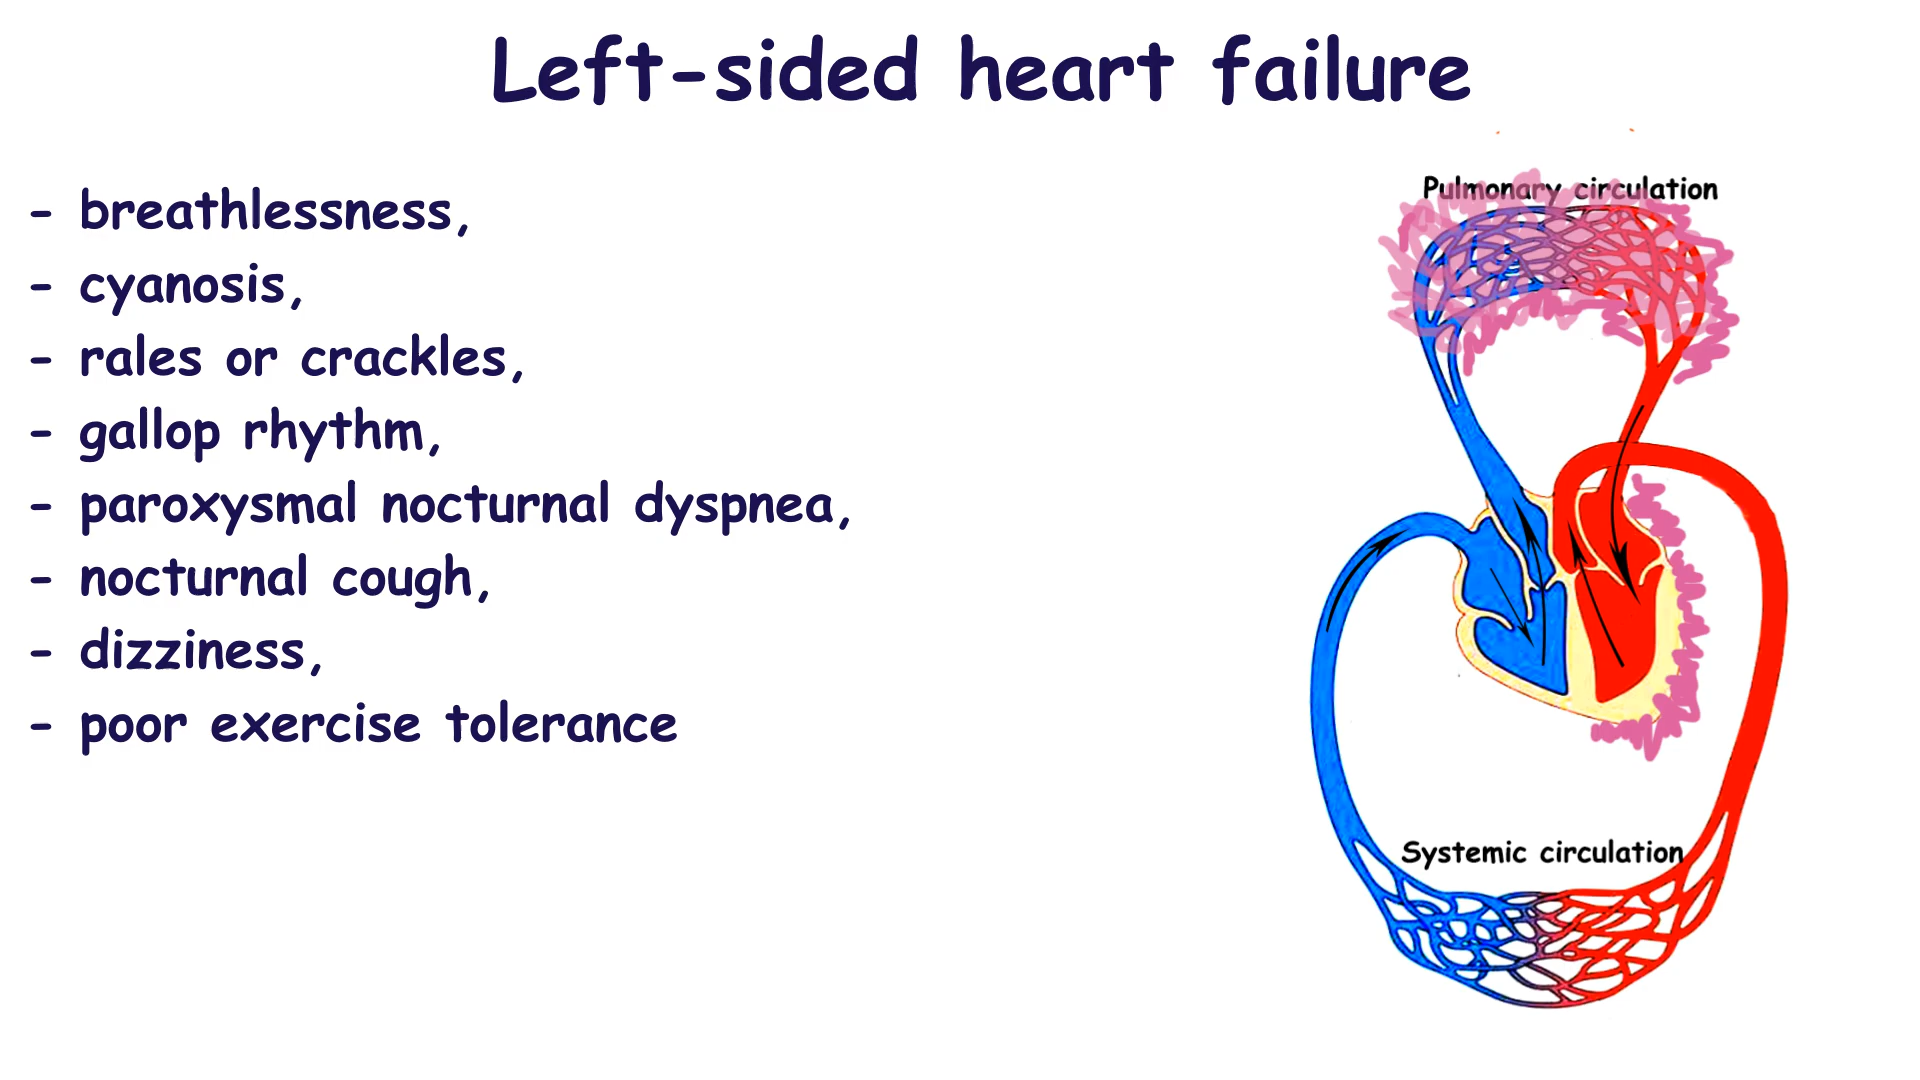 Left-sided heart failure
- breathlessness,
- cyanosis,
- rales or crackles,
- gallop rhythm,
- paroxysmal nocturnal dyspnea,
- nocturnal cough,
- dizziness,
- poor exercise tolerance
Pulmonary circulation
Systemic circulation